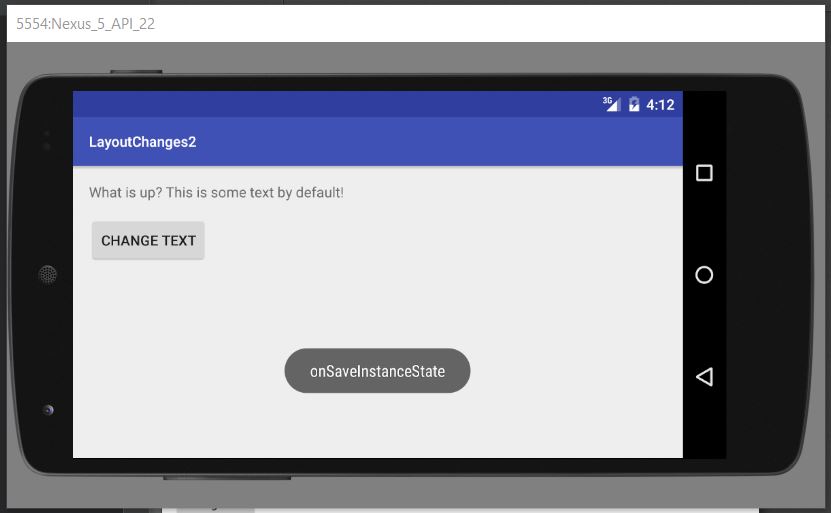 5554:Nexus_5_API_22
3G 4:12
LayoutChanges2
What is up? This is some text by default!
CHANGE TEXT
onSaveInstanceState